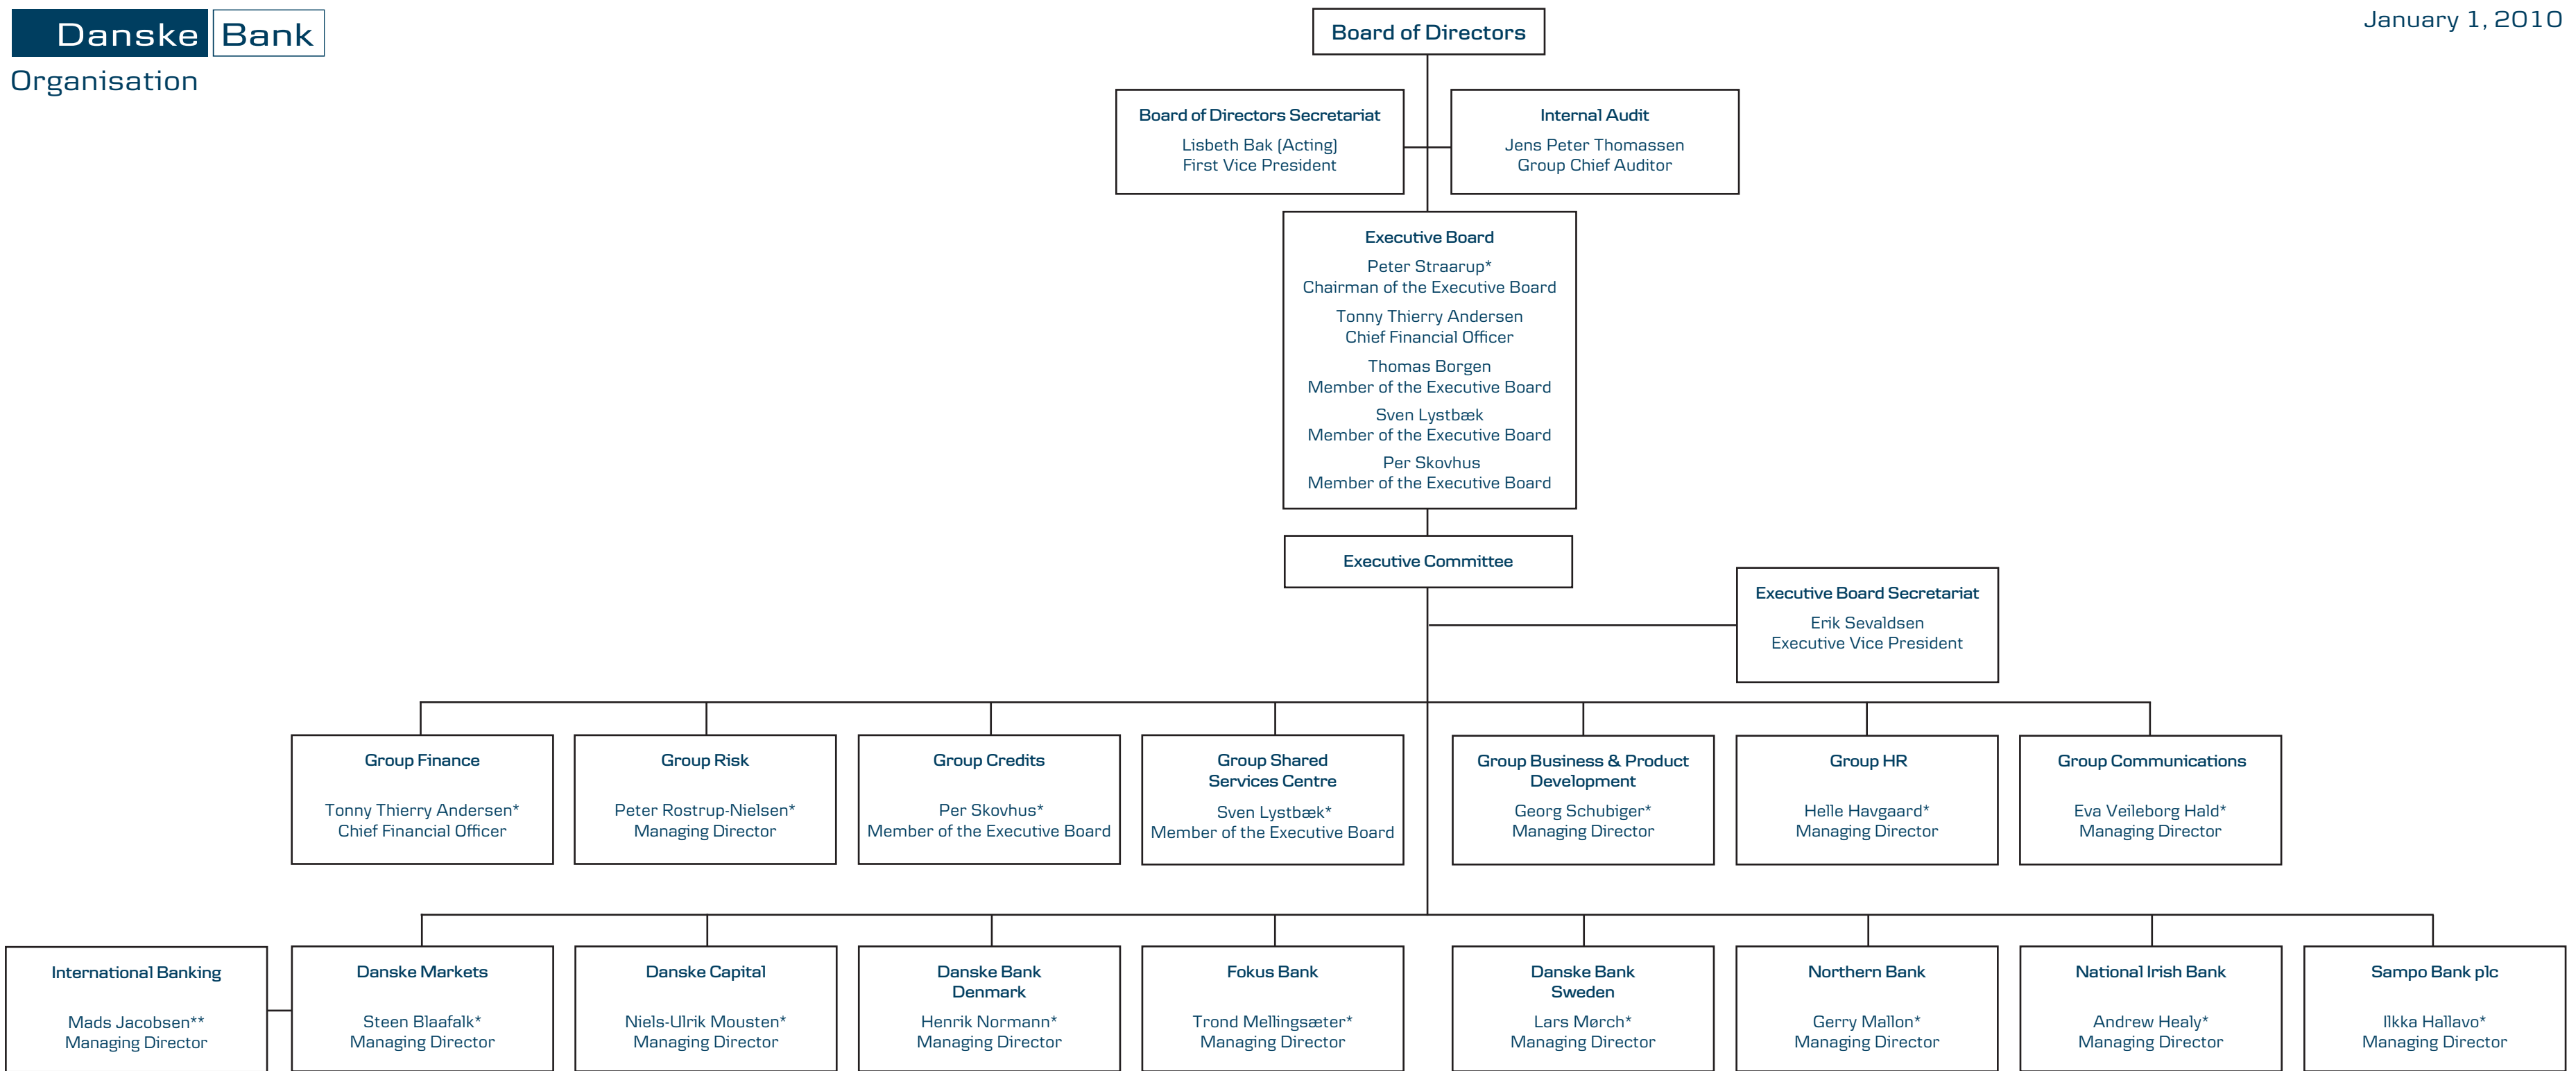 Danske Bank
Organisation
January 1, 2010
Board of Directors
Board of Directors Secretariat
Lisbeth Bak (Acting)
First Vice President
Internal Audit
Jens Peter Thomassen
Group Chief Auditor
Executive Board
Peter Straarup*
Chairman of the Executive Board
Tonny Thierry Andersen
Chief Financial Officer
Thomas Borgen
Member of the Executive Board
Sven Lystbæk
Member of the Executive Board
Per Skovhus
Member of the Executive Board
Executive Committee
Executive Board Secretariat
Erik Sevaldsen
Executive Vice President
Group Finance
Tonny Thierry Andersen*
Chief Financial Officer
Group Risk
Peter Rostrup-Nielsen*
Managing Director
Group Credits
Per Skovhus*
Member of the Executive Board
Group Shared
Services Centre
Sven Lystbæk*
Member of the Executive Board
Group Business & Product
Development
Georg Schubiger*
Managing Director
Group HR
Helle Havgaard*
Managing Director
Group Communications
Eva Veileborg Hald*
Managing Director
International Banking
Mads Jacobsen**
Managing Director
Danske Markets
Steen Blaafalk*
Managing Director
Danske Capital
Niels-Ulrik Mousten*
Managing Director
Danske Bank
Denmark
Henrik Normann*
Managing Director
Fokus Bank
Trond Mellingsæter*
Managing Director
Danske Bank
Sweden
Lars Mørch*
Managing Director
Northern Bank
Gerry Mallon*
Managing Director
National Irish Bank
Andrew Healy*
Managing Director
Sampo Bank plc
Ilkka Hallavo*
Managing Director